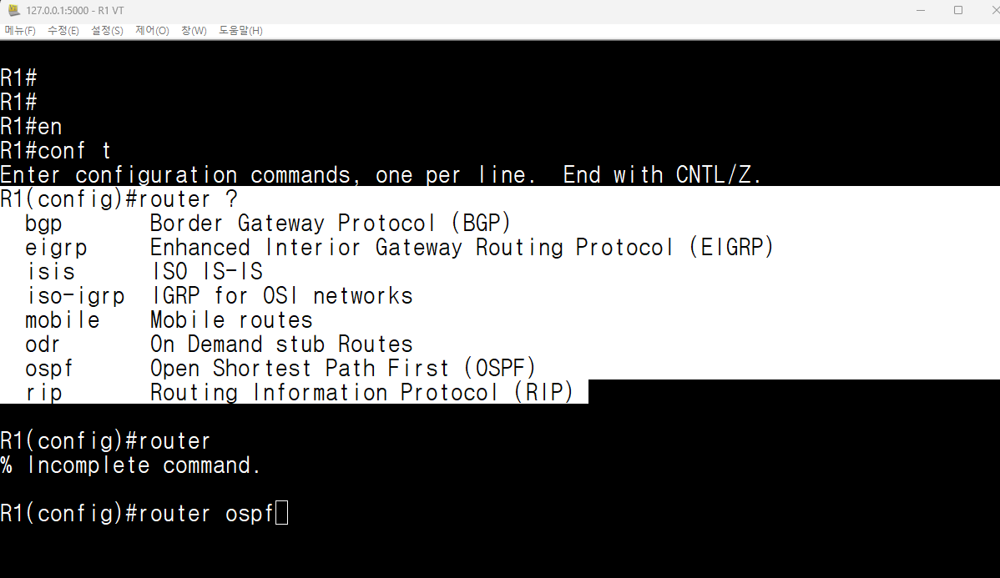 127.0.0.1:5000 - R1 VT
메뉴(F) 수정(E) 설정(S) 제어(O) 창(W) 도움말(H)
R1#
R1#
R1#en
R1#conf t
Enter configuration commands, one per line.  End with CNTL/Z.
R1(config)#router ?
  bgp       Border Gateway Protocol (BGP)
  eigrp     Enhanced Interior Gateway Routing Protocol (EIGRP)
  isis      ISO IS-IS
  iso-igrp  IGRP for OSI networks
  mobile    Mobile routes
  odr       On Demand stub Routes
  ospf      Open Shortest Path First (OSPF)
  rip       Routing Information Protocol (RIP)
R1(config)#router
% Incomplete command.
R1(config)#router ospf